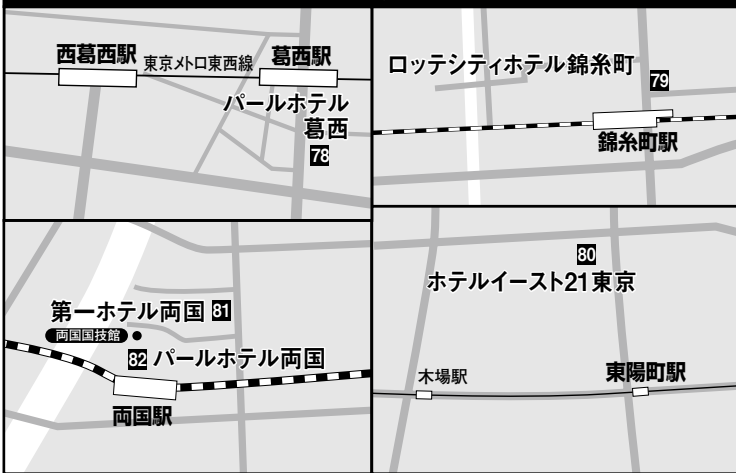 西葛西駅
東京メトロ東西線
葛西駅
パールホテル
葛西
78
ロッテシティホテル錦糸町
79
錦糸町駅
第一ホテル両国 81
両国国技館
82 パールホテル両国
両国駅
80
ホテルイースト21東京
木場駅
東陽町駅